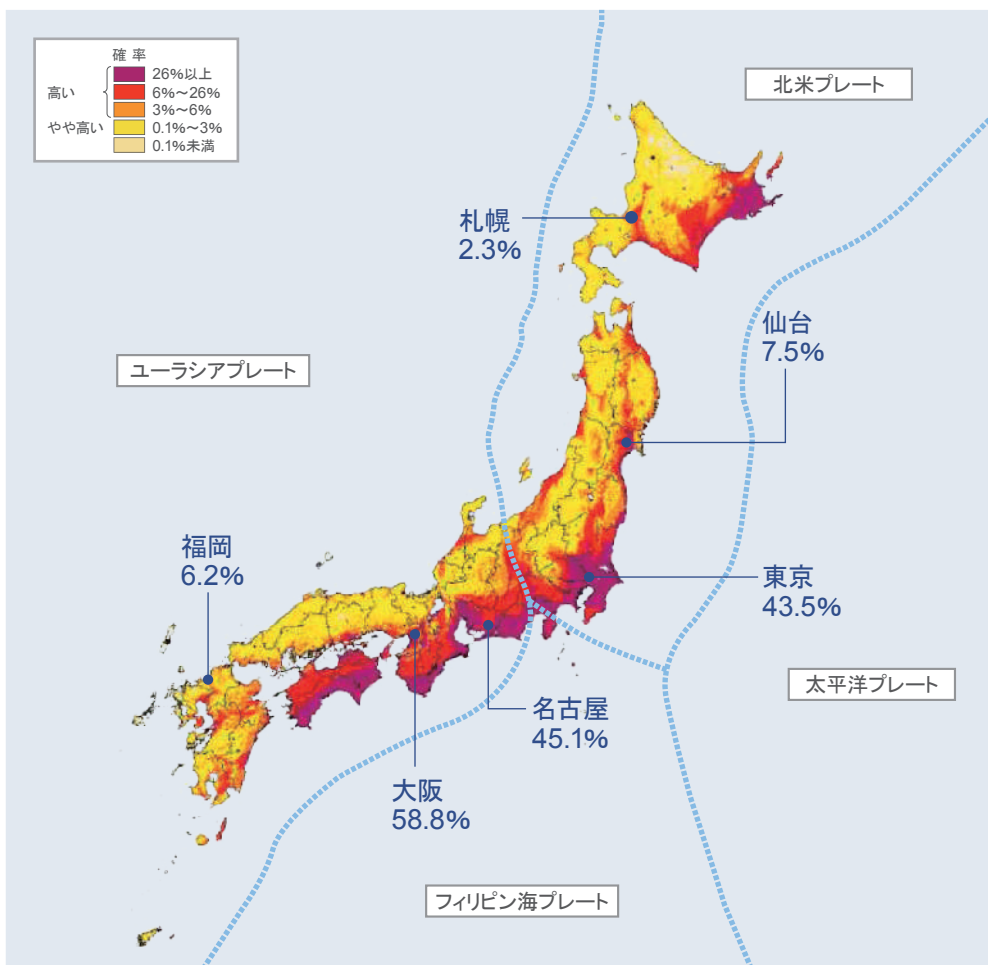 確 率
高い
26%以上
6%～26%
3%～6%
やや高い
0.1%～3%
0.1%未満
北米プレート
札幌
2.3%
仙台
7.5%
ユーラシアプレート
福岡
6.2%
東京
43.5%
太平洋プレート
名古屋
45.1%
大阪
58.8%
フィリピン海プレート